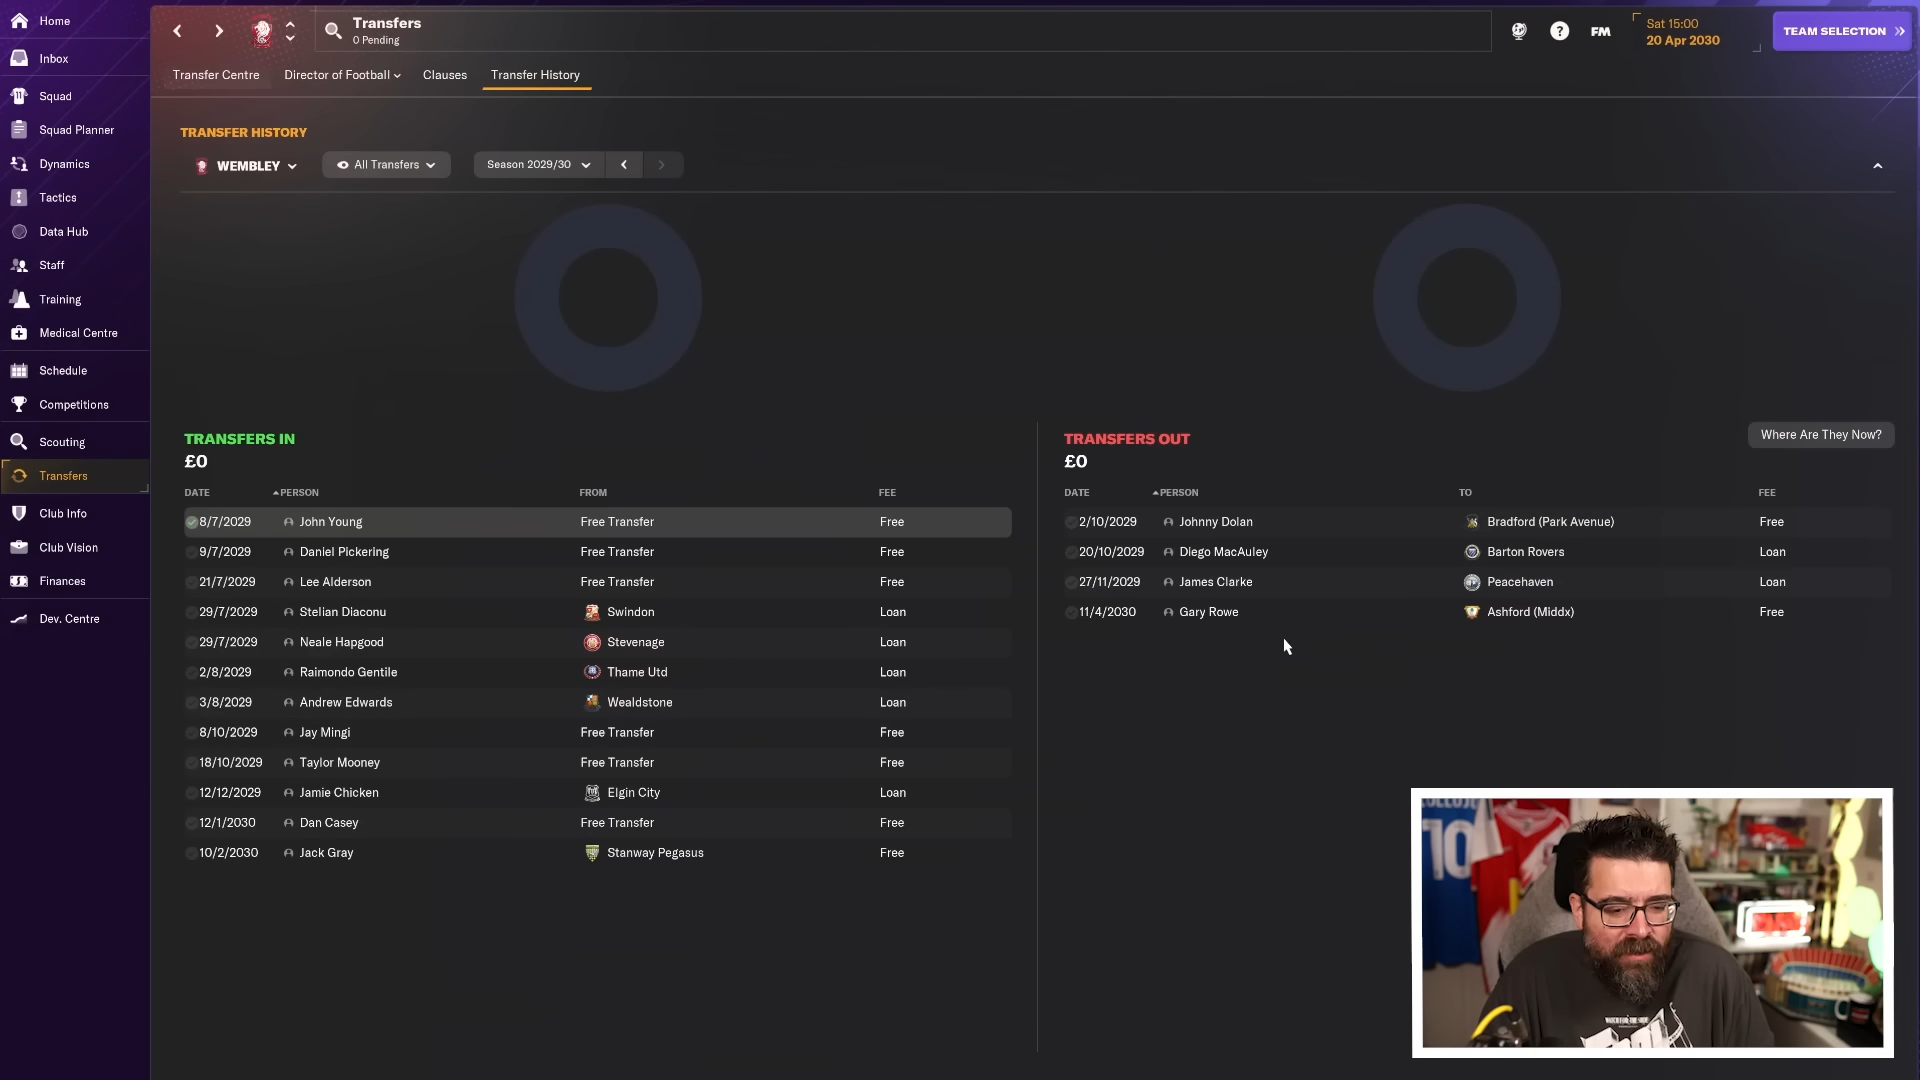 Home
Inbox
Squad
Squad Planner
Dynamics
Tactics
Data Hub
Staff
Training
Medical Centre
Schedule
Competitions
Scouting
Transfers
Club Info
Club Vision
Finances
Dev. Centre
Transfers
0 Pending
FM
Sat 15:00
20 Apr 2030
TEAM SELECTION
Transfer Centre Director of Football Clauses Transfer History
TRANSFER HISTORY
WEMBLEY All Transfers Season 2029/30
TRANSFERS IN
£0
DATE PERSON FROM FEE
8/7/2029 John Young Free Transfer Free
9/7/2029 Daniel Pickering Free Transfer Free
21/7/2029 Lee Alderson Free Transfer Free
29/7/2029 Stelian Diaconu Swindon Loan
29/7/2029 Neale Hapgood Stevenage Loan
2/8/2029 Raimondo Gentile Thame Utd Loan
3/8/2029 Andrew Edwards Wealdstone Loan
8/10/2029 Jay Mingi Free Transfer Free
18/10/2029 Taylor Mooney Free Transfer Free
12/12/2029 Jamie Chicken Elgin City Loan
12/1/2030 Dan Casey Free Transfer Free
10/2/2030 Jack Gray Stanway Pegasus Free
TRANSFERS OUT
£0
Where Are They Now?
DATE PERSON TO FEE
2/10/2029 Johnny Dolan Bradford (Park Avenue) Free
20/10/2029 Diego MacAuley Barton Rovers Loan
27/11/2029 James Clarke Peacehaven Loan
11/4/2030 Gary Rowe Ashford (Middx) Free
10